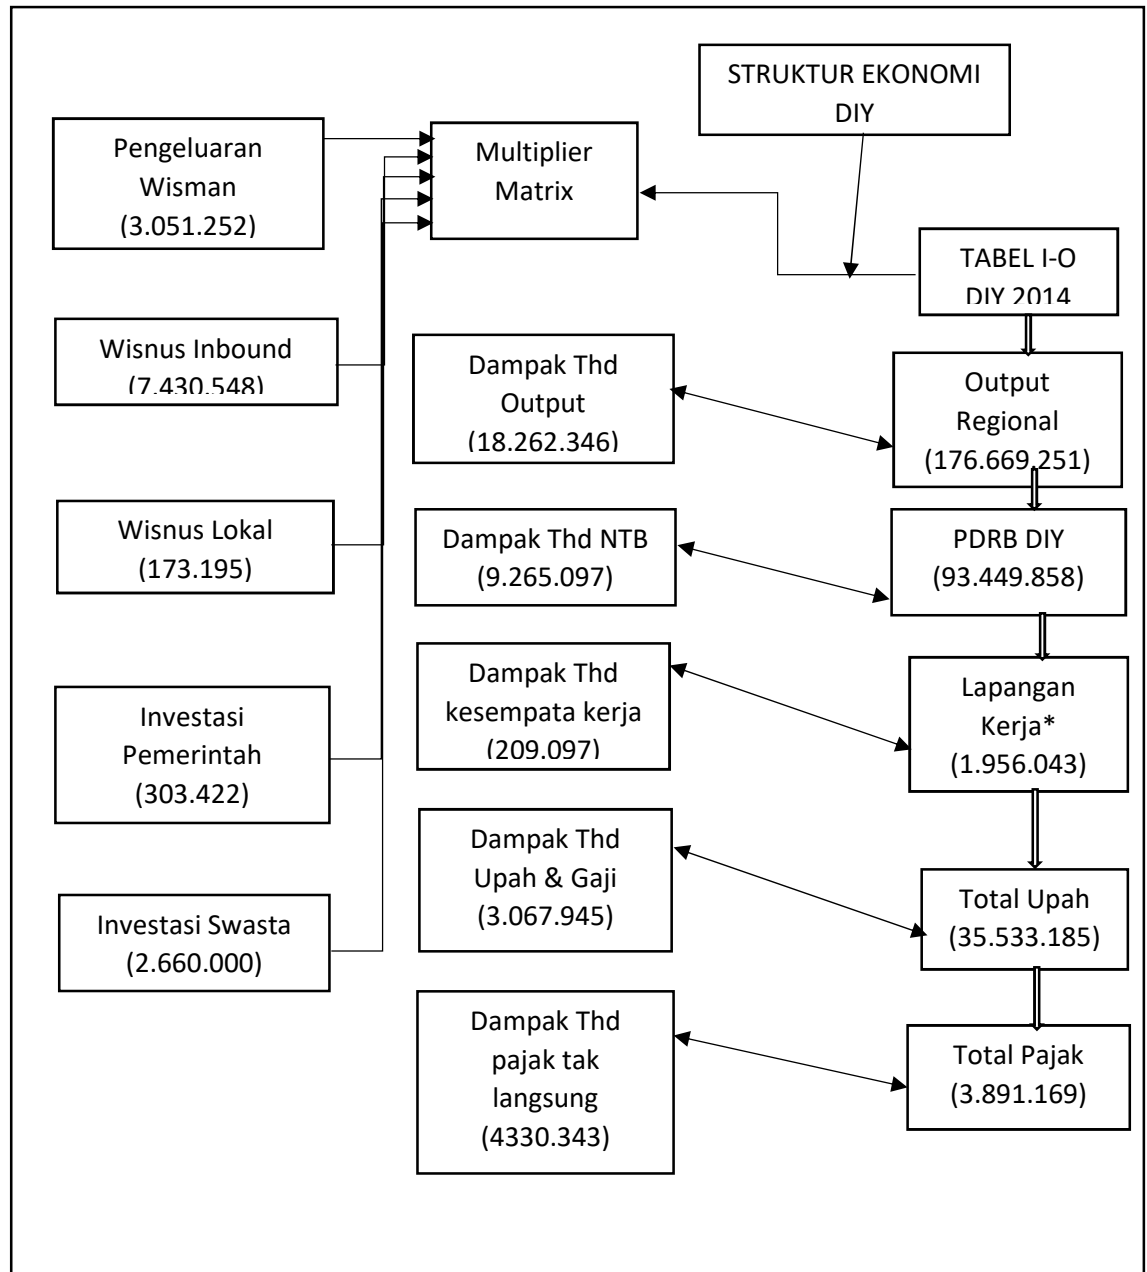 STRUKTUR EKONOMI
DIY
Pengeluaran
Wisman
(3.051.252)
Multiplier
Matrix
TABEL I-O
DIY 2014
Wisnus Inbound
(7.430.548)
Dampak Thd
Output
(18.262.346)
Output
Regional
(176.669.251)
Wisnus Lokal
(173.195)
Dampak Thd NTB
(9.265.097)
PDRB DIY
(93.449.858)
Investasi
Pemerintah
(303.422)
Dampak Thd
kesempata kerja
(209.097)
Lapangan
Kerja*
(1.956.043)
Investasi Swasta
(2.660.000)
Dampak Thd
Upah & Gaji
(3.067.945)
Total Upah
(35.533.185)
Dampak Thd
pajak tak
langsung
(4330.343)
Total Pajak
(3.891.169)